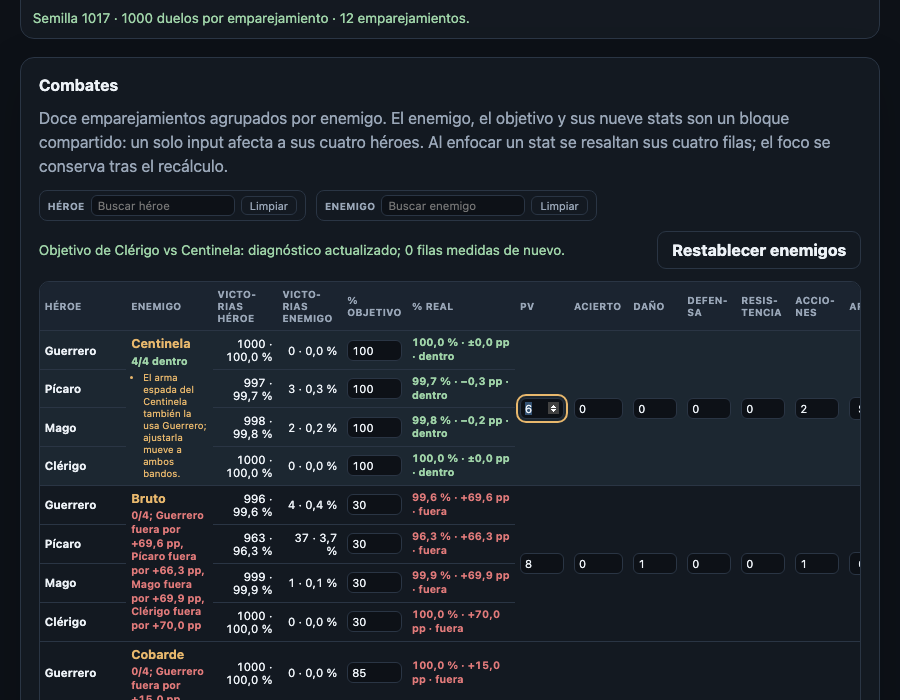 Semilla 1017 · 1000 duelos por emparejamiento · 12 emparejamientos.
Combates
Doce emparejamientos agrupados por enemigo. El enemigo, el objetivo y sus nueve stats son un bloque
compartido: un solo input afecta a sus cuatro héroes. Al enfocar un stat se resaltan sus cuatro filas; el foco se
conserva tras el recálculo.
HÉROE Buscar héroe Limpiar ENEMIGO Buscar enemigo Limpiar
Objetivo de Clérigo vs Centinela: diagnóstico actualizado; 0 filas medidas de nuevo.
Restablecer enemigos
HÉROE
ENEMIGO
VICTO-
RIAS
HÉROE
VICTO-
RIAS
ENEMIGO
%
OBJETIVO
% REAL
PV
ACIERTO
DAÑO
DEFEN-
SA
RESIS-
TENCIA
ACCIO-
NES
Guerrero
Centinela
4/4 dentro
• El arma
espada del
Centinela
también la
usa Guerrero;
ajustarla
mueve a
ambos
bandos.
1000 ·
100,0 %
0 · 0,0 %
100
100,0 % · ±0,0 pp
· dentro
6
0
0
0
0
2
Pícaro
997 ·
99,7 %
3 · 0,3 %
100
99,7 % · −0,3 pp ·
dentro
Mago
998 ·
99,8 %
2 · 0,2 %
100
99,8 % · −0,2 pp ·
dentro
Clérigo
1000 ·
100,0 %
0 · 0,0 %
100
100,0 % · ±0,0 pp
· dentro
Guerrero
Bruto
0/4; Guerrero
fuera por
+69,6 pp,
Pícaro fuera
por +66,3 pp,
Mago fuera
por +69,9 pp,
Clérigo fuera
por +70,0 pp
996 ·
99,6 %
4 · 0,4 %
30
99,6 % · +69,6 pp
· fuera
8
0
1
0
0
1
Pícaro
963 ·
96,3 %
37 · 3,7
%
30
96,3 % · +66,3 pp
· fuera
Mago
999 ·
99,9 %
1 · 0,1 %
30
99,9 % · +69,9 pp
· fuera
Clérigo
1000 ·
100,0 %
0 · 0,0 %
30
100,0 % · +70,0
pp · fuera
Guerrero
Cobarde
0/4; Guerrero
fuera por
+15,0 pp,
1000 ·
100,0 %
0 · 0,0 %
85
100,0 % · +15,0
pp · fuera